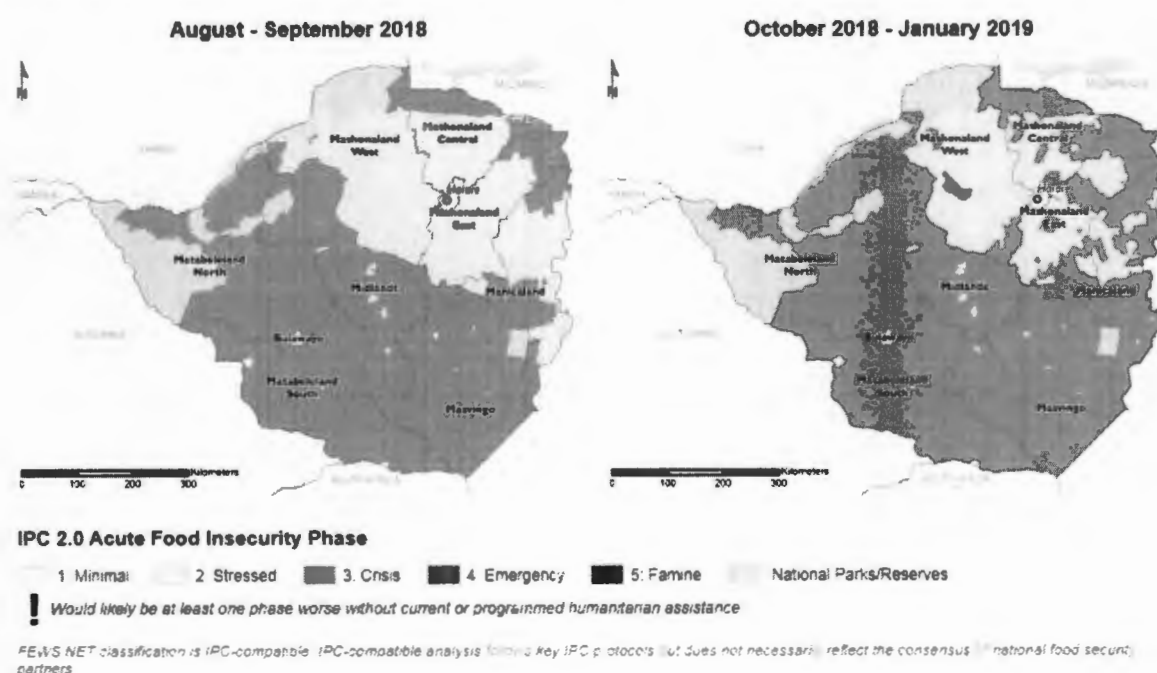 August - September 2018
October 2018 - January 2019
N
Mashonaland West
Mashonaland Central
Harare
Mashonaland East
Matabeleland North
Midlands
Manicaland
Bulawayo
Matabeleland South
Masvingo
0 100 200 300 Kilometers
Mashonaland West
Mashonaland Central
Harare
Mashonaland East
Matabeleland North
Midlands
Manicaland
Matabeleland South
Masvingo
0 100 200 300 Kilometers
IPC 2.0 Acute Food Insecurity Phase
1 Minimal 2 Stressed 3. Crisis 4 Emergency 5: Famine National Parks/Reserves
! Would likely be at least one phase worse without current or programmed humanitarian assistance
FEWS NET classification is IPC-compatible. IPC-compatible analysis follows key IPC protocols but does not necessarily reflect the consensus of national food security
partners